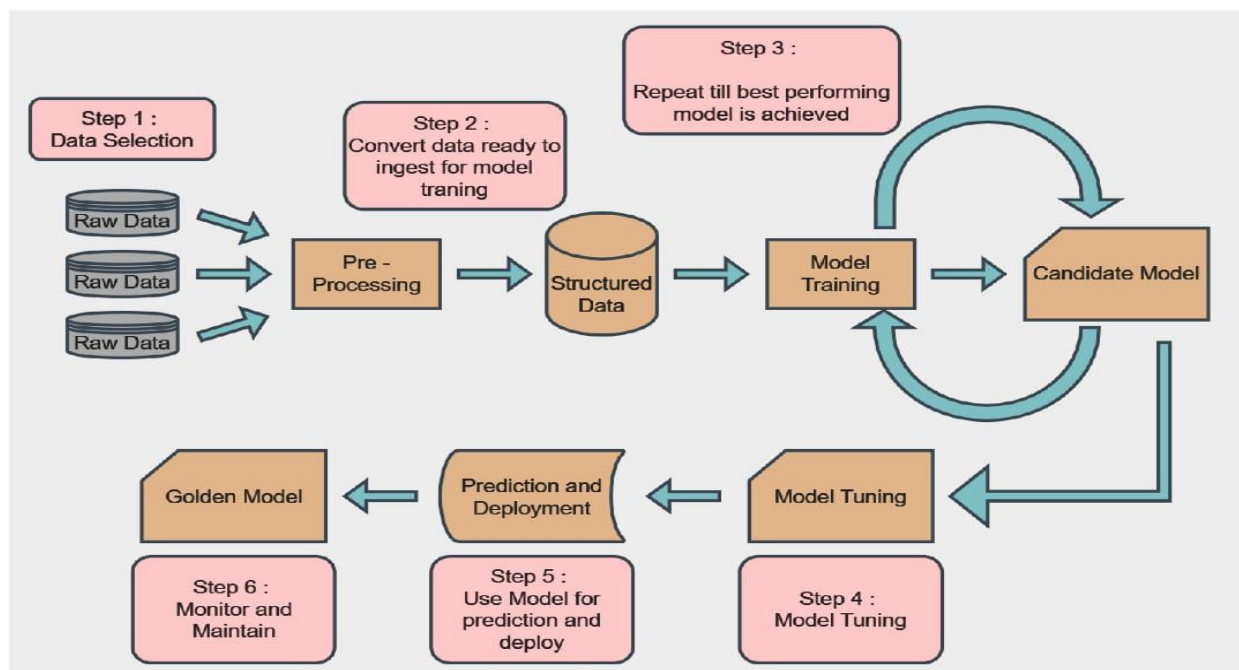 Step 1 :
Data Selection
Step 2 :
Convert data ready to
ingest for model
traning
Step 3 :
Repeat till best performing
model is achieved
Raw Data
Raw Data
Raw Data
Pre -
Processing
Structured
Data
Model
Training
Candidate Model
Golden Model
Prediction and
Deployment
Model Tuning
Step 6 :
Monitor and
Maintain
Step 5 :
Use Model for
prediction and
deploy
Step 4 :
Model Tuning